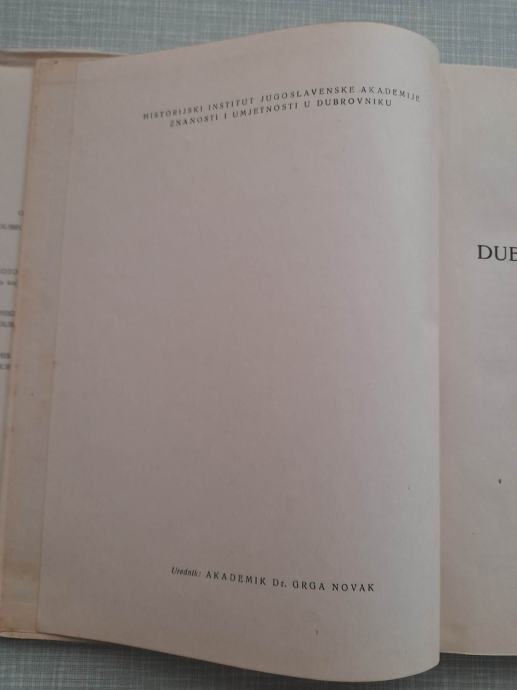 HISTORIJSKI INSTITUT JUGOSLAVENSKE AKADEMIJE
ZNANOSTI I UMJETNOSTI U DUBROVNIKU
Urednik: AKADEMIK Dr. GRGA NOVAK
DUB